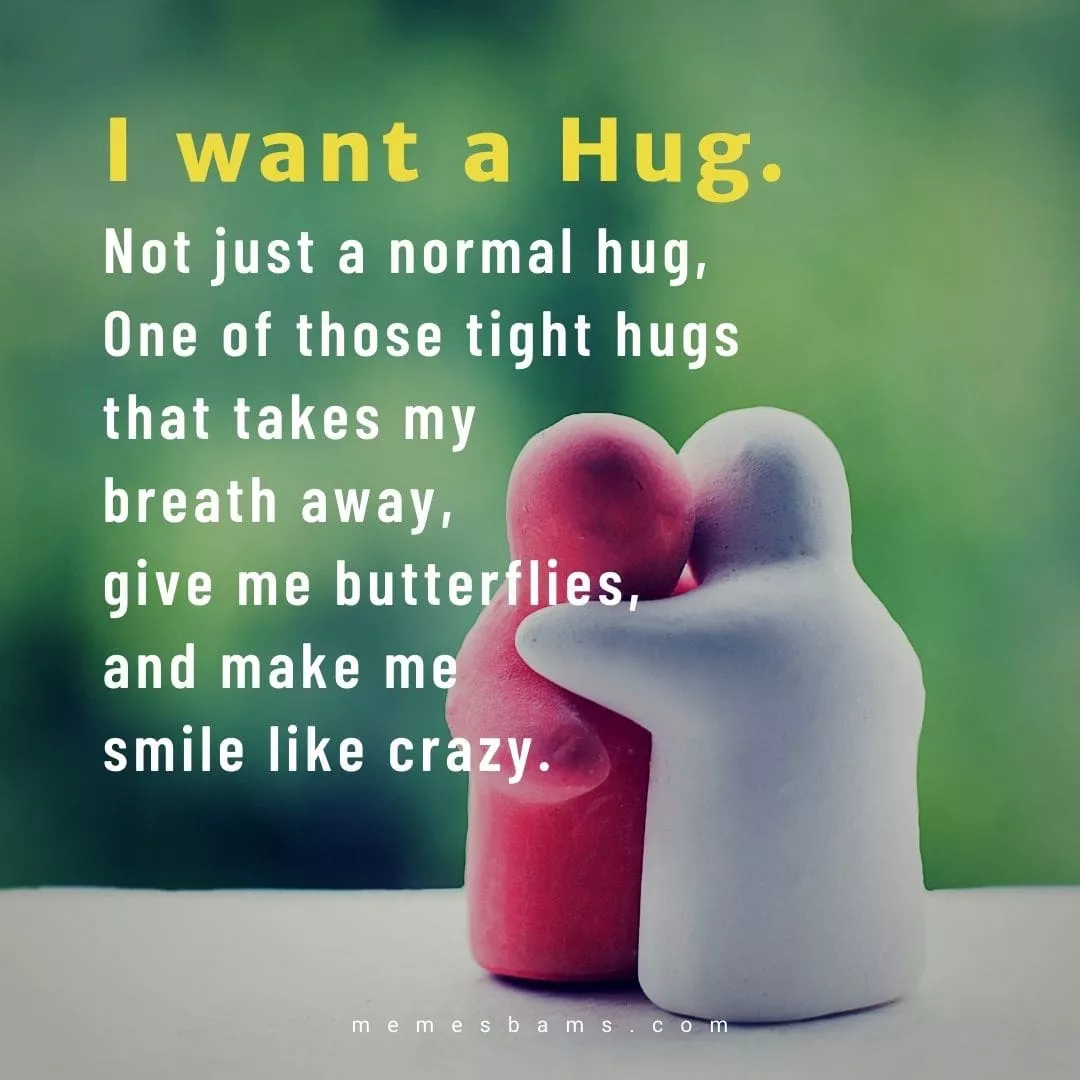 I want a Hug.
Not just a normal hug,
One of those tight hugs
that takes my
breath away,
give me butterflies,
and make me
smile like crazy.
memesbams.com